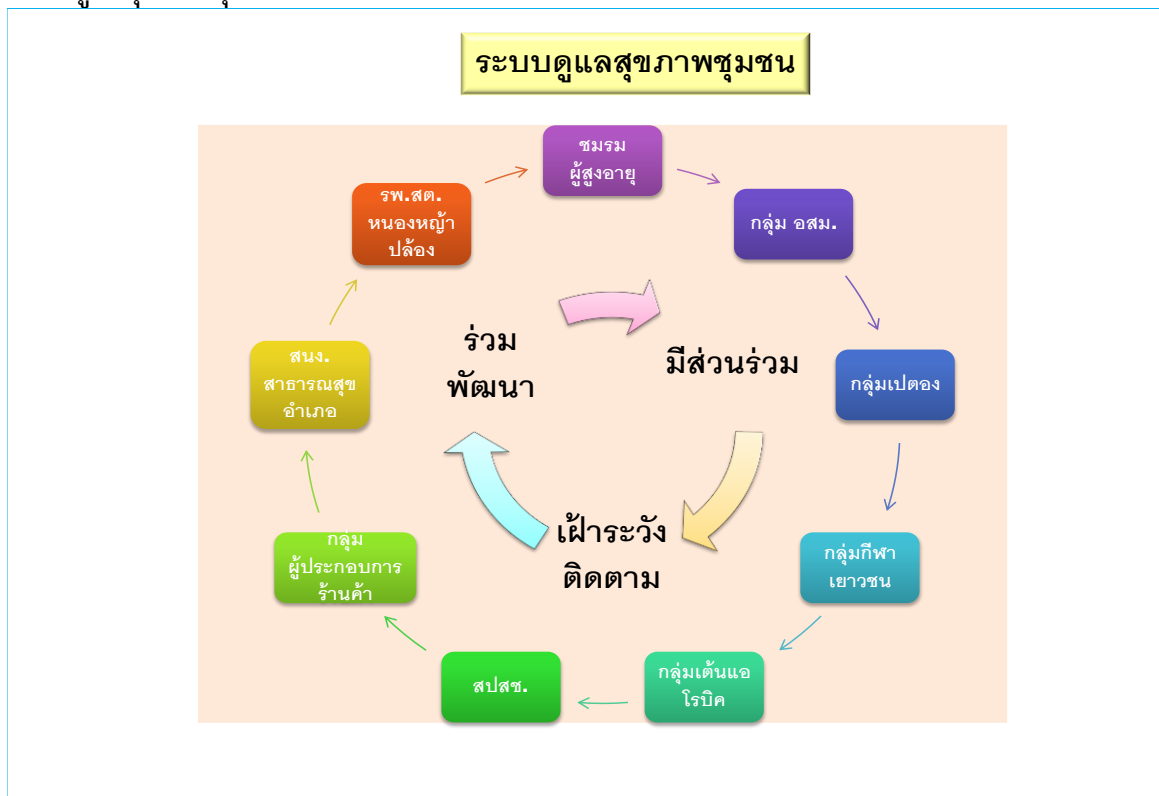 ระบบดูแลสุขภาพชุมชน
ชมรม
ผู้สูงอายุ
กลุ่ม อสม.
กลุ่มเปตอง
กลุ่มกีฬา
เยาวชน
กลุ่มเต้นแอ
โรบิค
สปสช.
กลุ่ม
ผู้ประกอบการ
ร้านค้า
สนง.
สาธารณสุข
อำเภอ
รพ.สต.
หนองหญ้า
ปล้อง
ร่วม
พัฒนา
มีส่วนร่วม
เฝ้าระวัง
ติดตาม